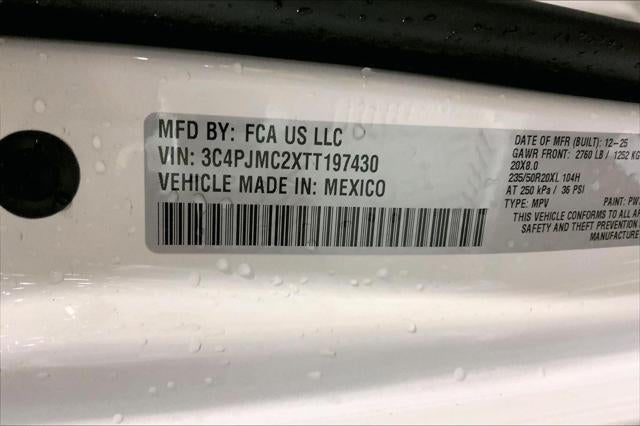 MFD BY: FCA US LLC
VIN: 3C4PJMC2XTT197430
VEHICLE MADE IN: MEXICO
DATE OF MFR (BUILT): 12-25
GAWR FRONT: 2760 LB / 1252 KG
20X8.0
235/50R20XL 104H
AT 250 kPa / 36 PSI
TYPE: MPV PAINT: PW7
THIS VEHICLE CONFORMS TO ALL
SAFETY AND THEFT PREVENTION
MANUFACTURE